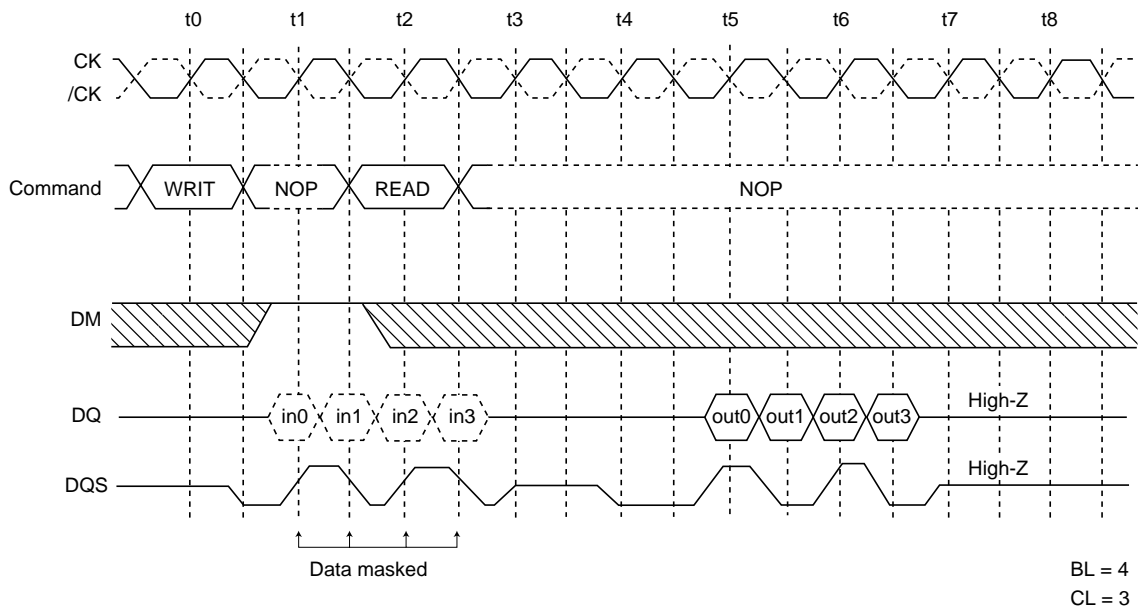 t0 t1 t2 t3 t4 t5 t6 t7 t8
CK
/CK
Command WRIT NOP READ NOP
DM
DQ in0 in1 in2 in3 out0 out1 out2 out3 High-Z
DQS High-Z
Data masked
BL = 4
CL = 3